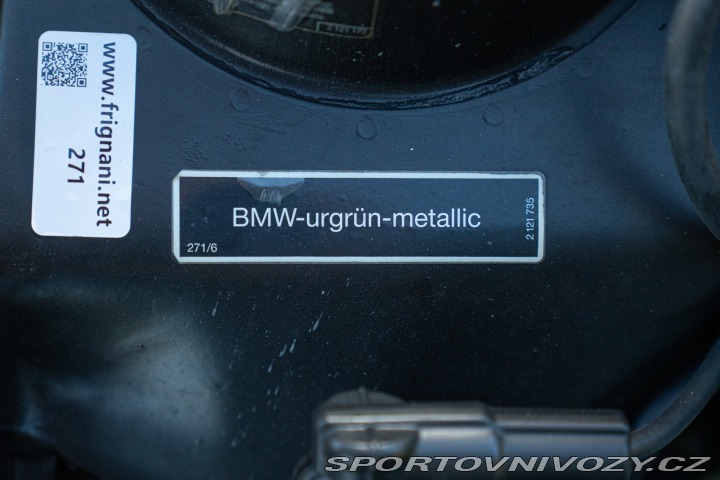 www.frignani.net
271
BMW-urgrün-metallic
271/6
2 121 735
SPORTOVNIVOZY.CZ